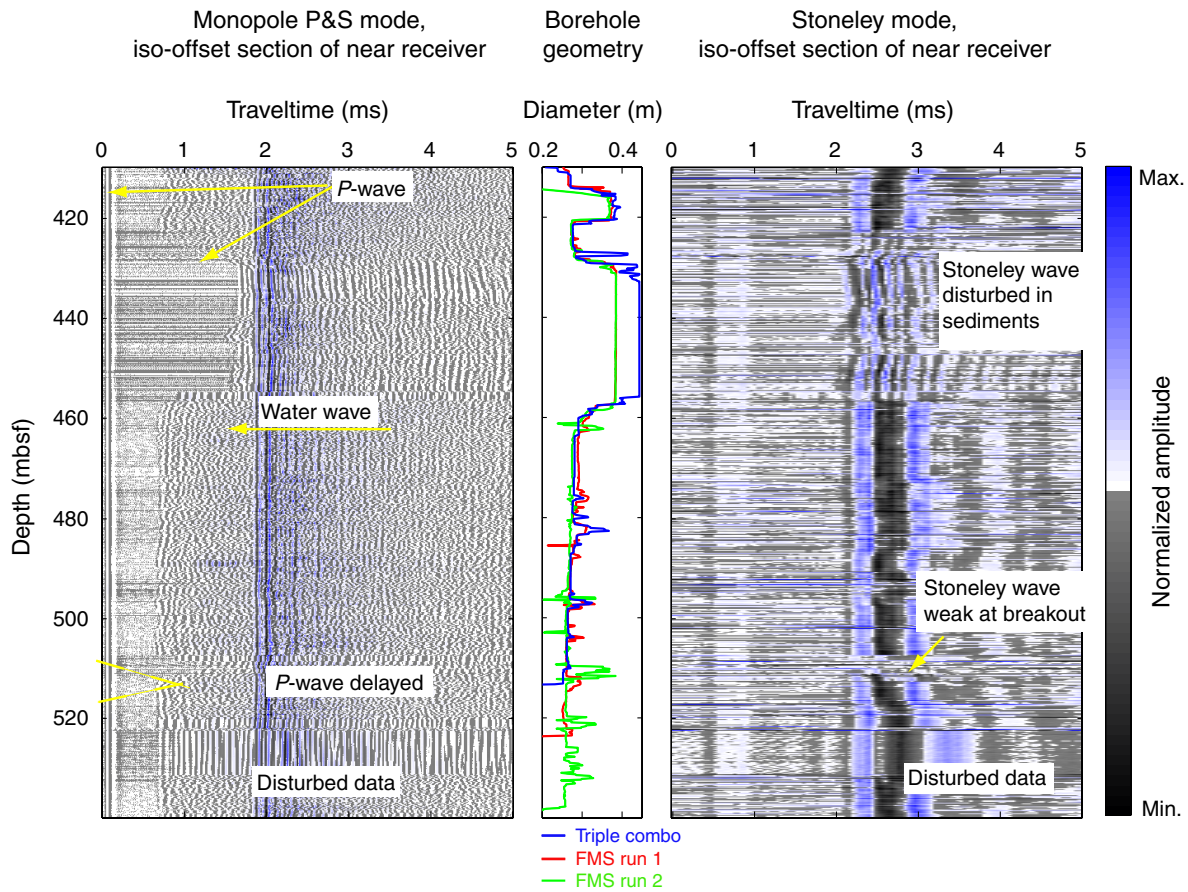 Monopole P&S mode,
iso-offset section of near receiver
Borehole
geometry
Stoneley mode,
iso-offset section of near receiver
Traveltime (ms)
Diameter (m)
Traveltime (ms)
0 1 2 3 4 5
0.2 0.4
0 1 2 3 4 5
Depth (mbsf)
420
440
460
480
500
520
P-wave
Water wave
P-wave delayed
Disturbed data
Stoneley wave
disturbed in
sediments
Stoneley wave
weak at breakout
Disturbed data
Max.
Normalized amplitude
Min.
Triple combo
FMS run 1
FMS run 2